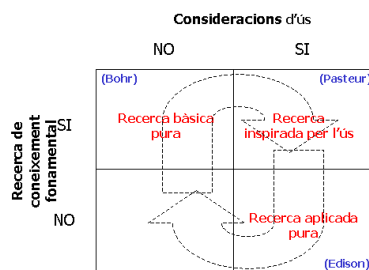 Consideracions d'ús
NO SI
(Bohr) (Pasteur)
Recerca de
coneixement
fonamental
SI
Recerca bàsica
pura
Recerca
inspirada per l'ús
NO
Recerca aplicada
pura
(Edison)